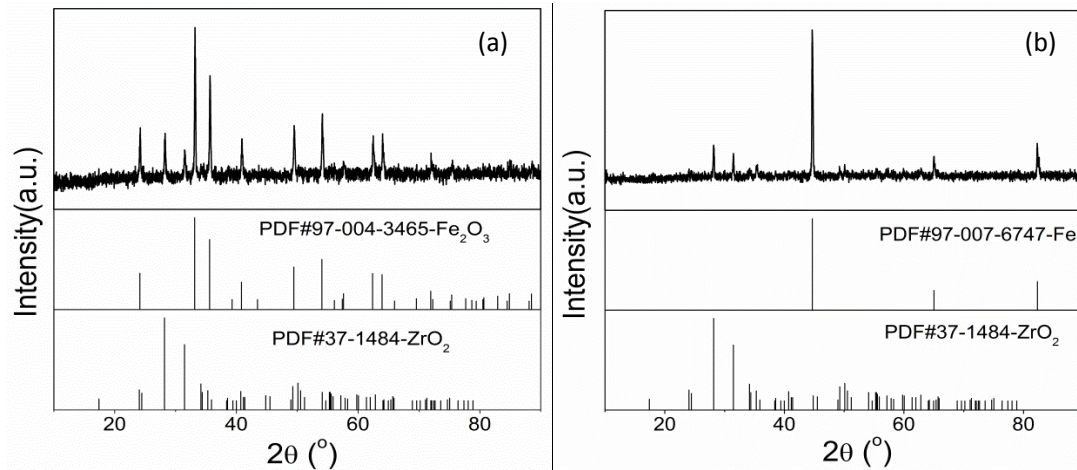 (a)
Intensity(a.u.)
PDF#97-004-3465-Fe₂O₃
PDF#37-1484-ZrO₂
20 40 60 80
2θ (°)
(b)
Intensity(a.u.)
PDF#97-007-6747-Fe
PDF#37-1484-ZrO₂
20 40 60 80
2θ (°)